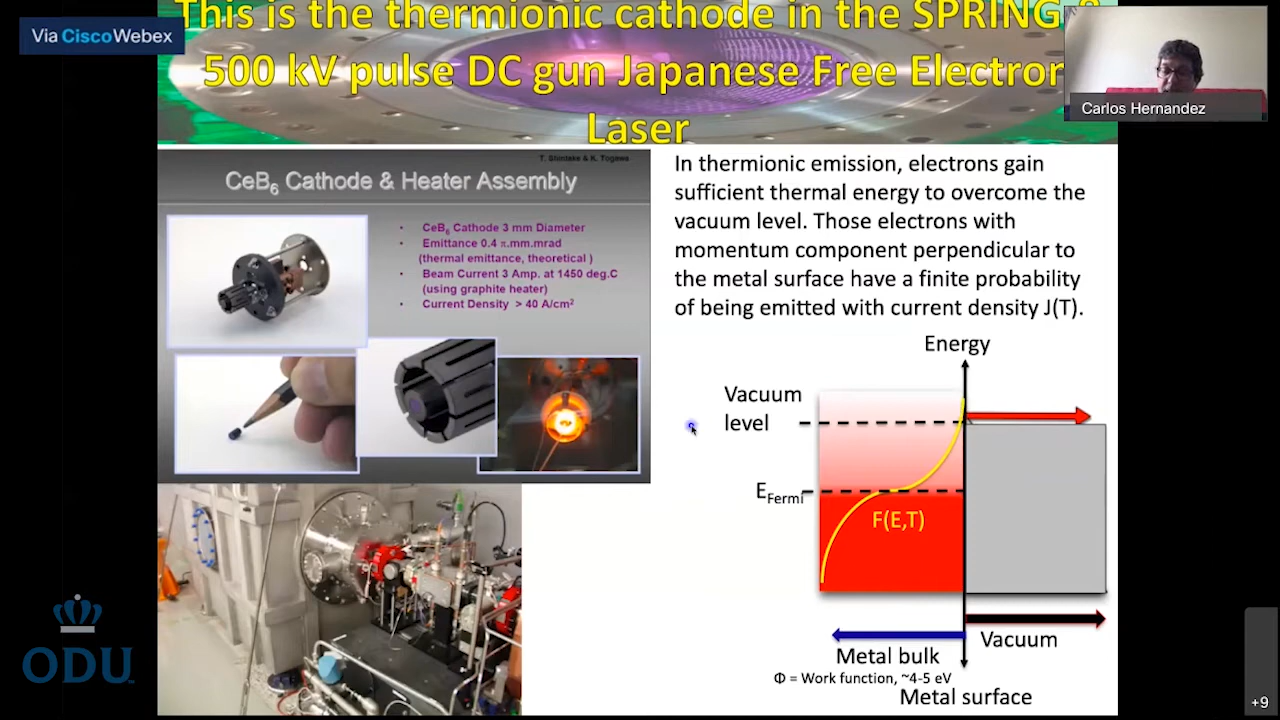 Via Cisco Webex
This is the thermionic cathode in the SPRING 8
500 kV pulse DC gun Japanese Free Electron
Laser
Carlos Hernandez
T. Shintake & K. Togawa
CeB6 Cathode & Heater Assembly
• CeB6 Cathode 3 mm Diameter
• Emittance 0.4 π.mm.mrad
(thermal emittance, theoretical )
• Beam Current 3 Amp. at 1450 deg.C
(using graphite heater)
• Current Density > 40 A/cm²
In thermionic emission, electrons gain
sufficient thermal energy to overcome the
vacuum level. Those electrons with
momentum component perpendicular to
the metal surface have a finite probability
of being emitted with current density J(T).
Energy
Vacuum
level
EFermi
F(E,T)
Vacuum
Metal bulk
Φ = Work function, ~4-5 eV
Metal surface
ODU
+9